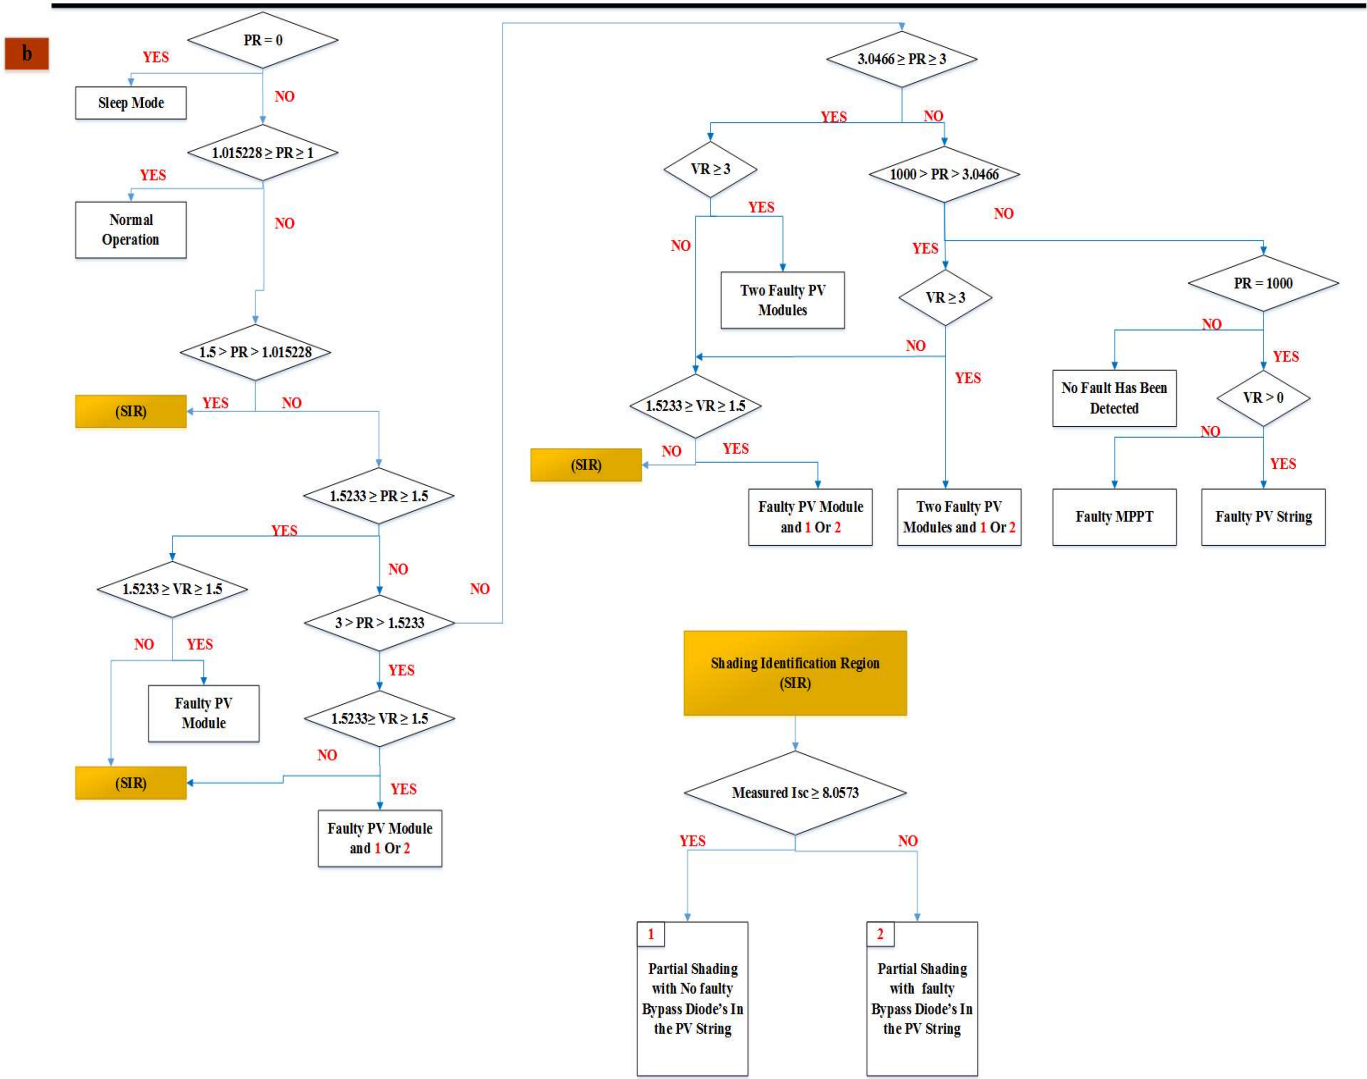 b
PR = 0
YES
Sleep Mode
NO
1.015228 ≥ PR ≥ 1
YES
Normal
Operation
NO
1.5 > PR > 1.015228
(SIR)
YES
NO
1.5233 ≥ PR ≥ 1.5
YES
NO
1.5233 ≥ VR ≥ 1.5
NO
YES
Faulty PV
Module
(SIR)
3 > PR > 1.5233
NO
YES
1.5233≥ VR ≥ 1.5
NO
YES
Faulty PV Module
and 1 Or 2
3.0466 ≥ PR ≥ 3
YES
NO
VR ≥ 3
YES
NO
Two Faulty PV
Modules
1000 > PR > 3.0466
NO
YES
VR ≥ 3
NO
YES
1.5233 ≥ VR ≥ 1.5
NO
YES
(SIR)
Faulty PV Module
and 1 Or 2
Two Faulty PV
Modules and 1 Or 2
PR = 1000
NO
YES
No Fault Has Been
Detected
VR > 0
NO
YES
Faulty MPPT
Faulty PV String
Shading Identification Region
(SIR)
Measured Isc ≥ 8.0573
YES
NO
1
Partial Shading
with No faulty
Bypass Diode's In
the PV String
2
Partial Shading
with faulty
Bypass Diode's In
the PV String